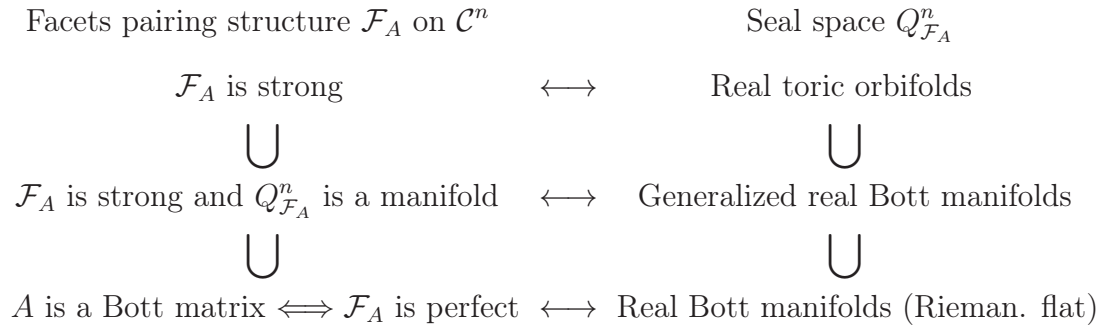 Facets pairing structure $\mathcal{F}_A$ on $\mathcal{C}^n$ Seal space $Q^n_{\mathcal{F}_A}$
$\mathcal{F}_A$ is strong ⟷ Real toric orbifolds
⋃ ⋃
$\mathcal{F}_A$ is strong and $Q^n_{\mathcal{F}_A}$ is a manifold ⟷ Generalized real Bott manifolds
⋃ ⋃
$A$ is a Bott matrix ⟺ $\mathcal{F}_A$ is perfect ⟷ Real Bott manifolds (Rieman. flat)